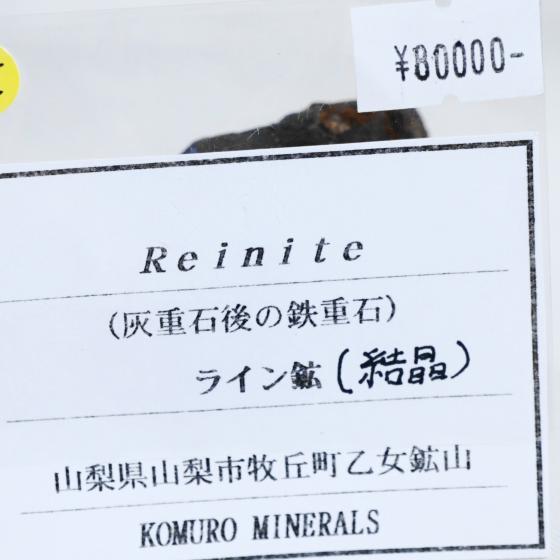 ¥80000-
Reinite
(灰重石後の鉄重石)
ライン鉱(結晶)
山梨県山梨市牧丘町乙女鉱山
KOMURO MINERALS